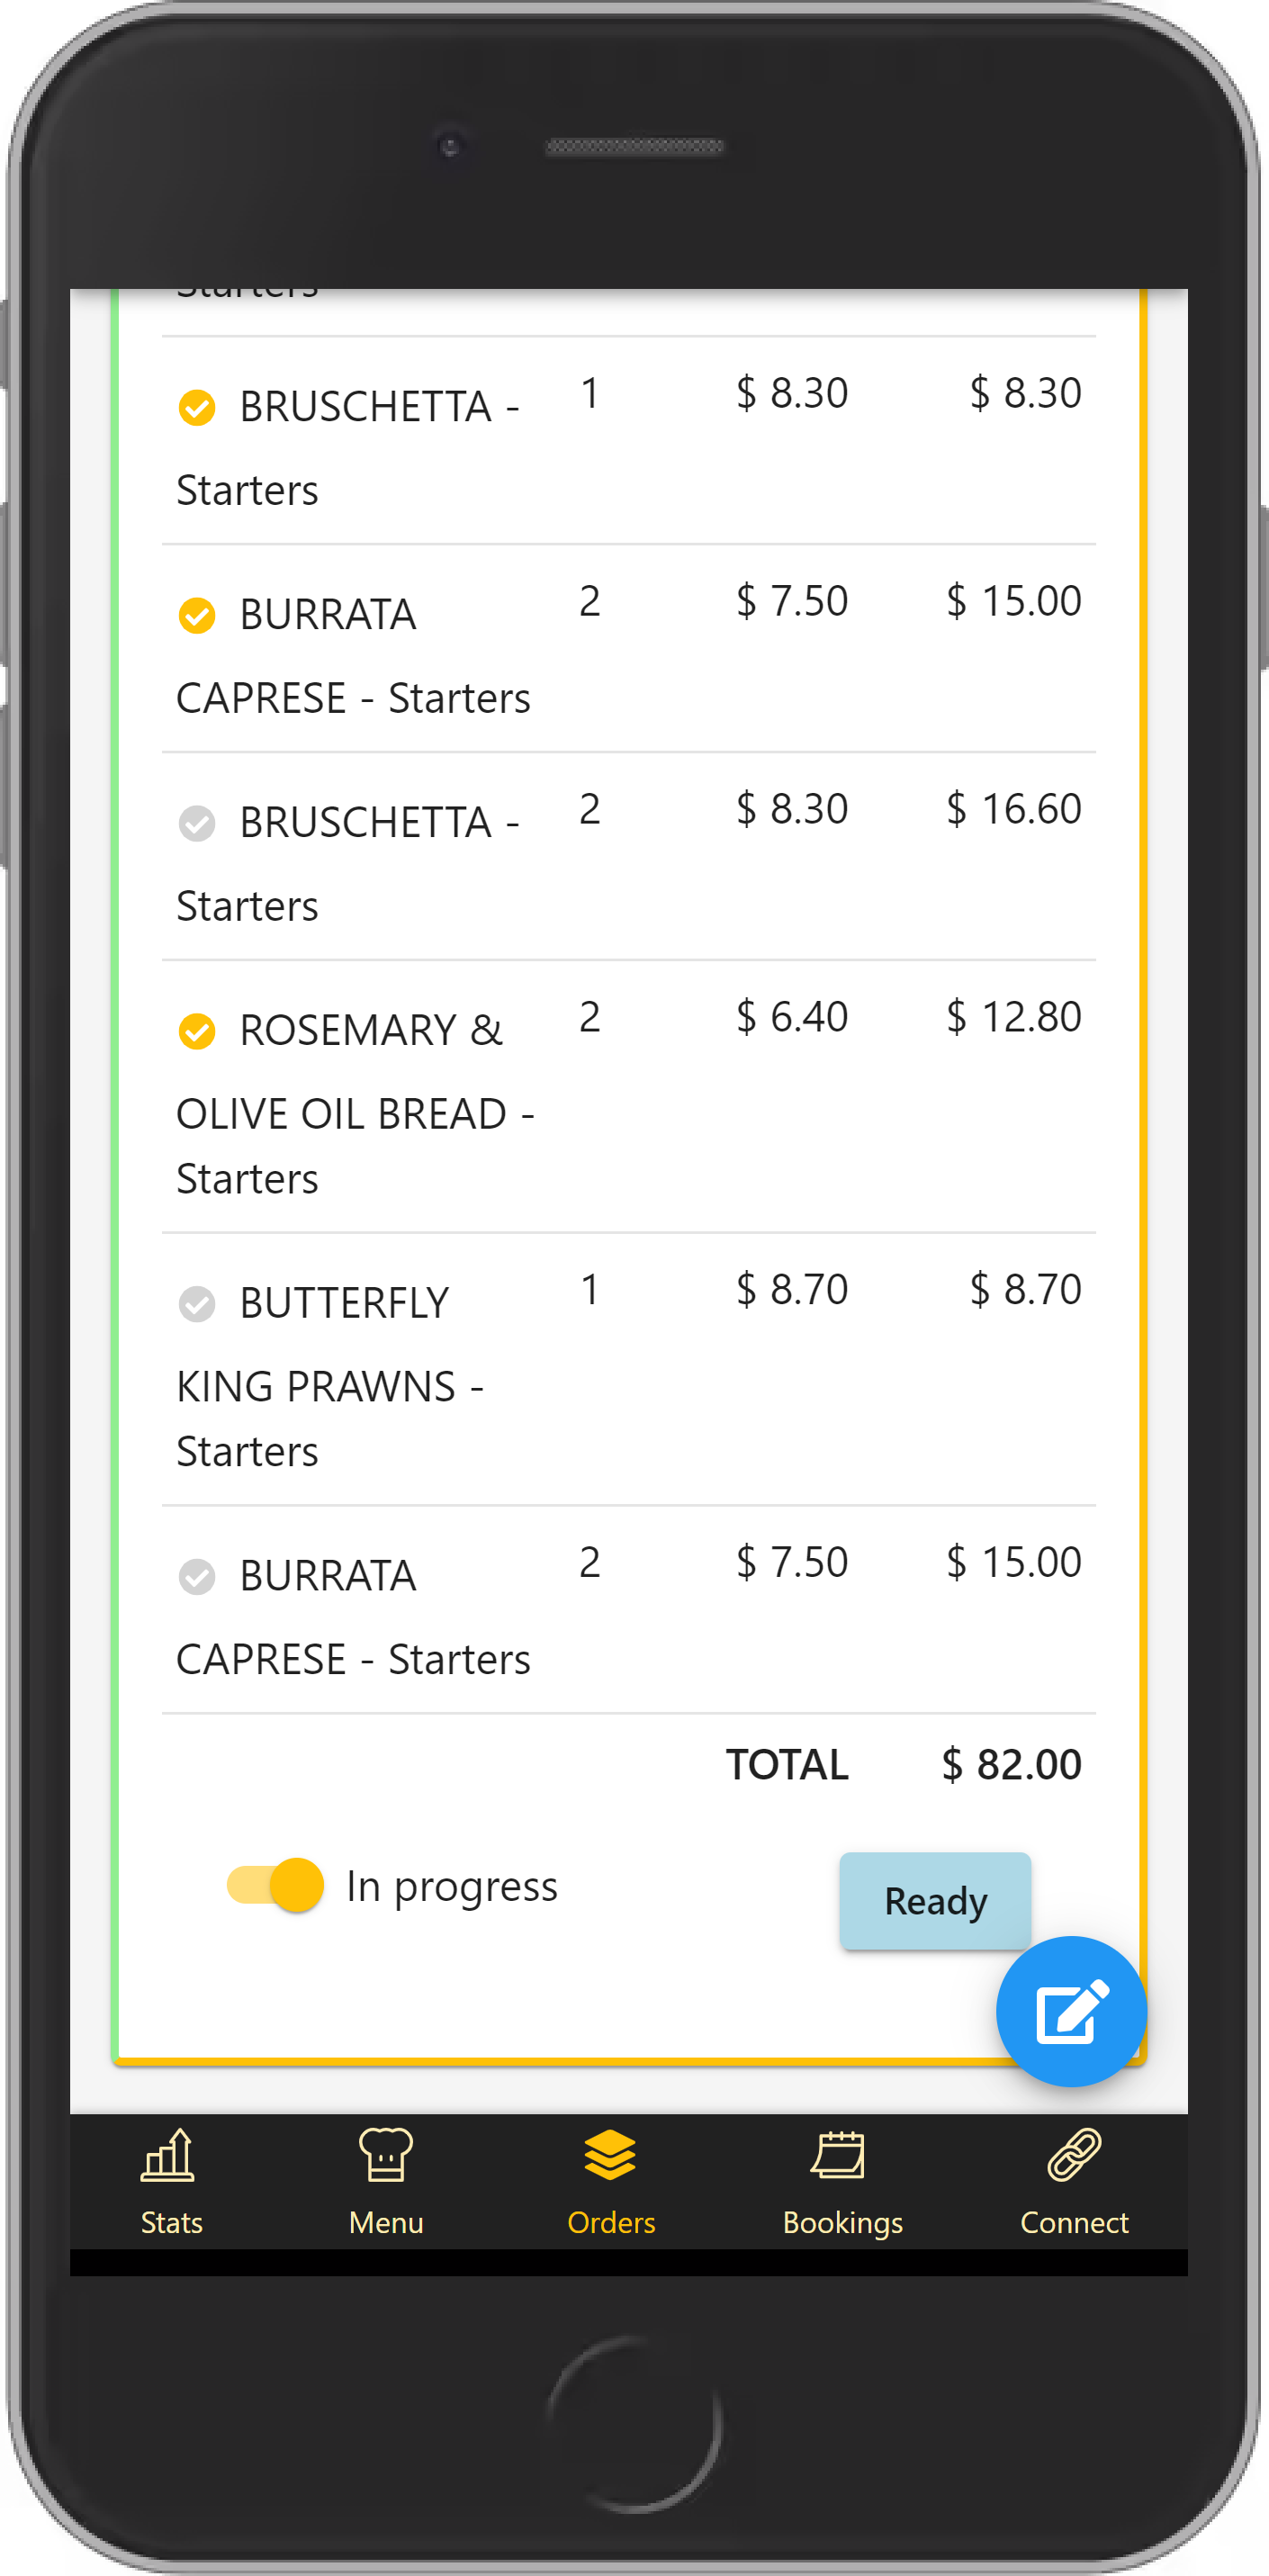 Starters
BRUSCHETTA - 1 $ 8.30 $ 8.30
Starters
BURRATA 2 $ 7.50 $ 15.00
CAPRESE - Starters
BRUSCHETTA - 2 $ 8.30 $ 16.60
Starters
ROSEMARY & 2 $ 6.40 $ 12.80
OLIVE OIL BREAD -
Starters
BUTTERFLY 1 $ 8.70 $ 8.70
KING PRAWNS -
Starters
BURRATA 2 $ 7.50 $ 15.00
CAPRESE - Starters
TOTAL $ 82.00
In progress Ready
Stats Menu Orders Bookings Connect